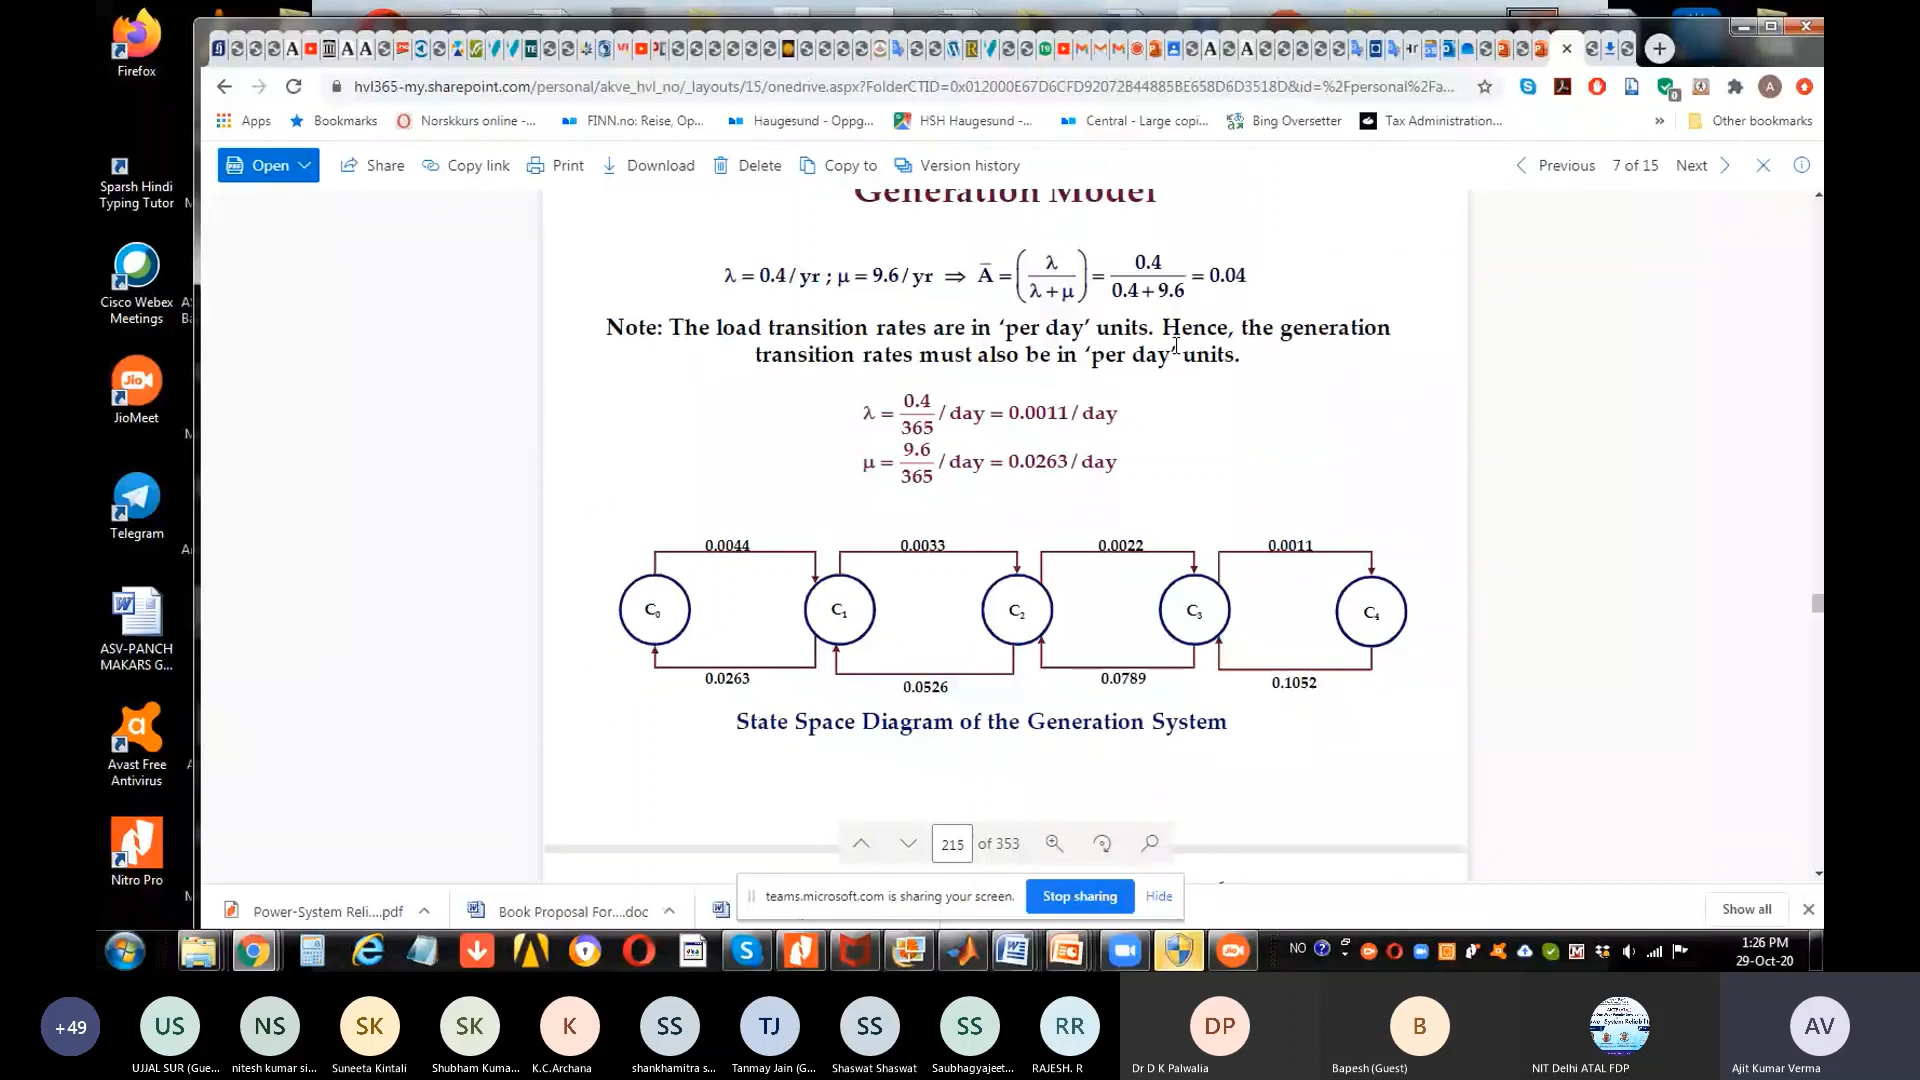 Firefox
Sparsh Hindi
Typing Tutor
Cisco Webex
Meetings
JioMeet
Telegram
ASV-PANCH
MAKARS G...
Avast Free
Antivirus
Nitro Pro
hvl365-my.sharepoint.com/personal/akve_hvl_no/_layouts/15/onedrive.aspx?FolderCTID=0x012000E67D6CFD92072B44885BE658D6D3518D&id=%2Fpersonal%2Fa...
Apps Bookmarks Norskkurs online -... FINN.no: Reise, Op... Haugesund - Oppg... HSH Haugesund -... Central - Large copi... Bing Oversetter Tax Administration... » Other bookmarks
Open Share Copy link Print Download Delete Copy to Version history Previous 7 of 15 Next
Generation Model
λ = 0.4/yr ; μ = 9.6/yr ⇒ A̅ = (λ / λ+μ) = 0.4 / 0.4+9.6 = 0.04
Note: The load transition rates are in ‘per day’ units. Hence, the generation
transition rates must also be in ‘per day’ units.
λ = 0.4/365 / day = 0.0011/day
μ = 9.6/365 / day = 0.0263/day
0.0044 0.0033 0.0022 0.0011
C0 C1 C2 C3 C4
0.0263 0.0526 0.0789 0.1052
State Space Diagram of the Generation System
215 of 353
teams.microsoft.com is sharing your screen. Stop sharing Hide
Power-System Reli....pdf Book Proposal For....doc Show all
NO
1:26 PM
29-Oct-20
+49 US NS SK SK K SS TJ SS SS RR DP B AV
UJJAL SUR (Gue... nitesh kumar si... Suneeta Kintali Shubham Kuma... K.C.Archana shankhamitra s... Tanmay Jain (G... Shaswat Shaswat Saubhagyajeet... RAJESH. R Dr D K Palwalia Bapesh(Guest) NIT Delhi ATAL FDP Ajit Kumar Verma